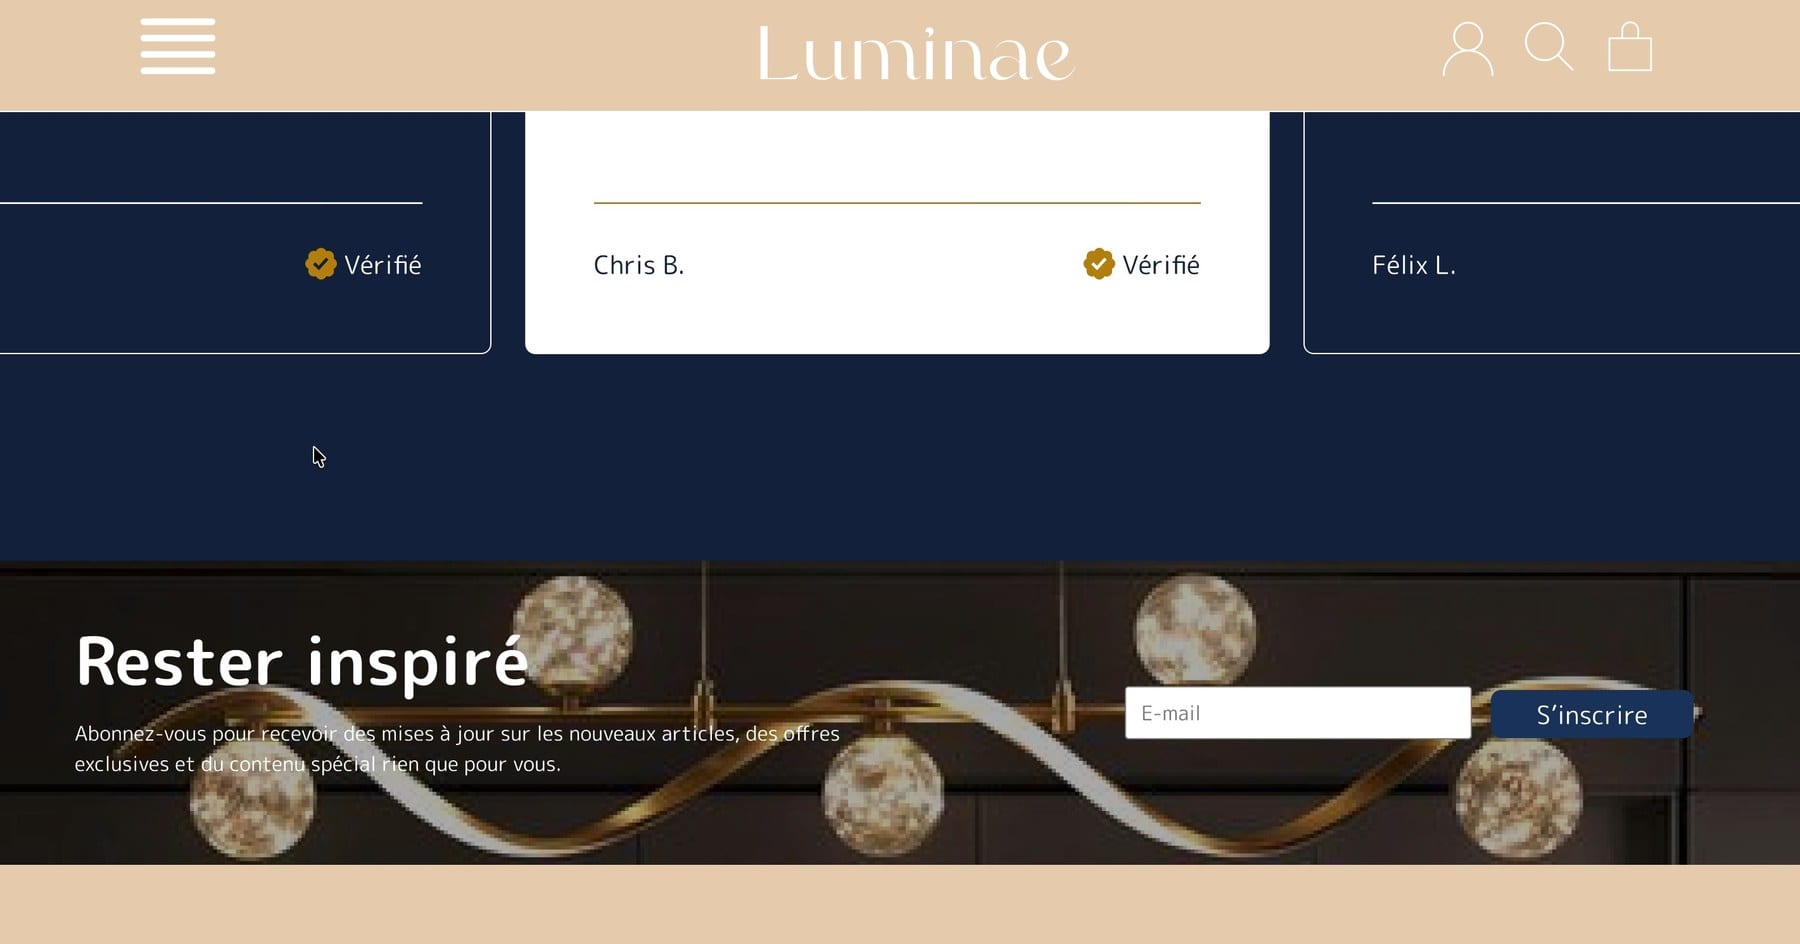 Luminae
Vérifié
Chris B.
Vérifié
Félix L.
Rester inspiré
Abonnez-vous pour recevoir des mises à jour sur les nouveaux articles, des offres
exclusives et du contenu spécial rien que pour vous.
E-mail
S’inscrire